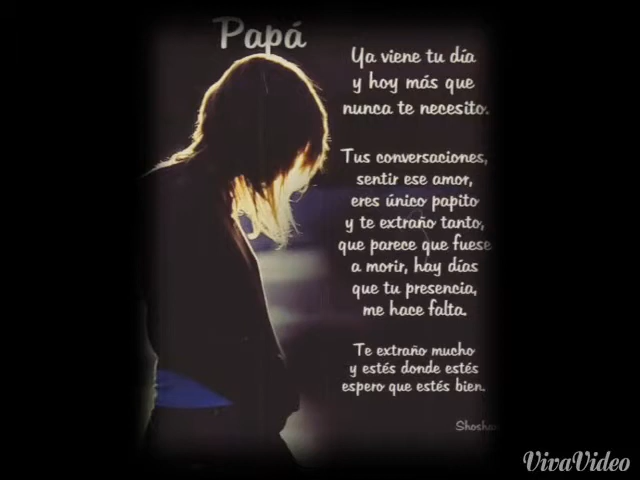 Papá
Ya viene tu día
y hoy más que
nunca te necesito.
Tus conversaciones,
sentir ese amor,
eres único papito
y te extraño tanto,
que parece que fuese
a morir, hay días
que tu presencia,
me hace falta.
Te extraño mucho
y estés donde estés
espero que estés bien.
VivaVideo